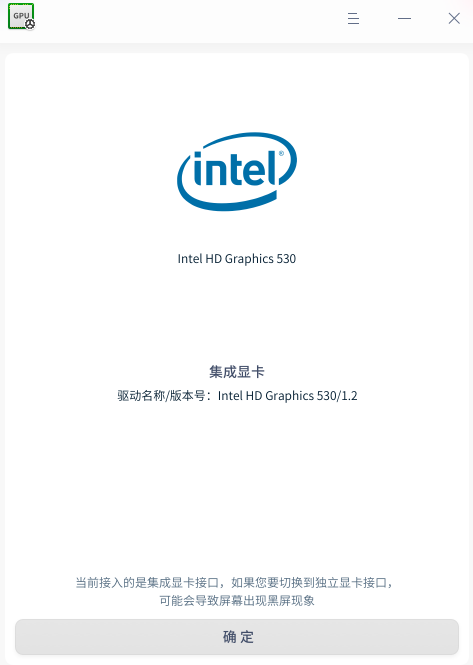 GPU
intel®
Intel HD Graphics 530
集成显卡
驱动名称/版本号：Intel HD Graphics 530/1.2
当前接入的是集成显卡接口，如果您要切换到独立显卡接口，
可能会导致屏幕出现黑屏现象
确 定